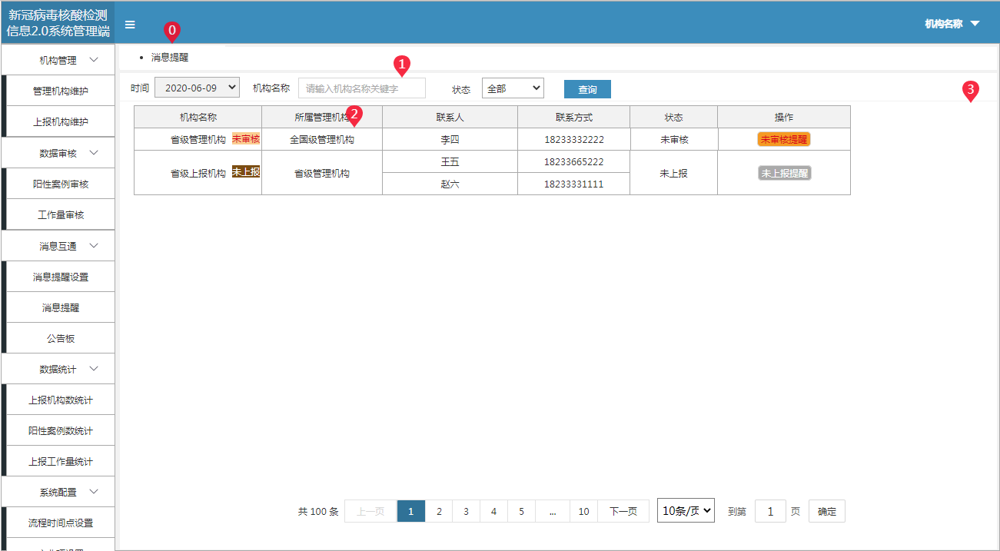 新冠病毒核酸检测
信息2.0系统管理端
机构名称
0
机构管理
管理机构维护
上报机构维护
数据审核
阳性案例审核
工作量审核
消息互通
消息提醒设置
消息提醒
公告板
数据统计
上报机构数统计
阳性案例数统计
上报工作量统计
系统配置
流程时间点设置
消息提醒
1
时间 2020-06-09 机构名称 请输入机构名称关键字 状态 全部 查询
3
2
机构名称 所属管理机构 联系人 联系方式 状态 操作
省级管理机构 未审核 全国级管理机构 李四 18233332222 未审核 未审核提醒
王五 18233665222
省级上报机构 未上报 省级管理机构 未上报 未上报提醒
赵六 18233331111
共 100 条 上一页 1 2 3 4 5 ... 10 下一页 10条/页 到第 1 页 确定